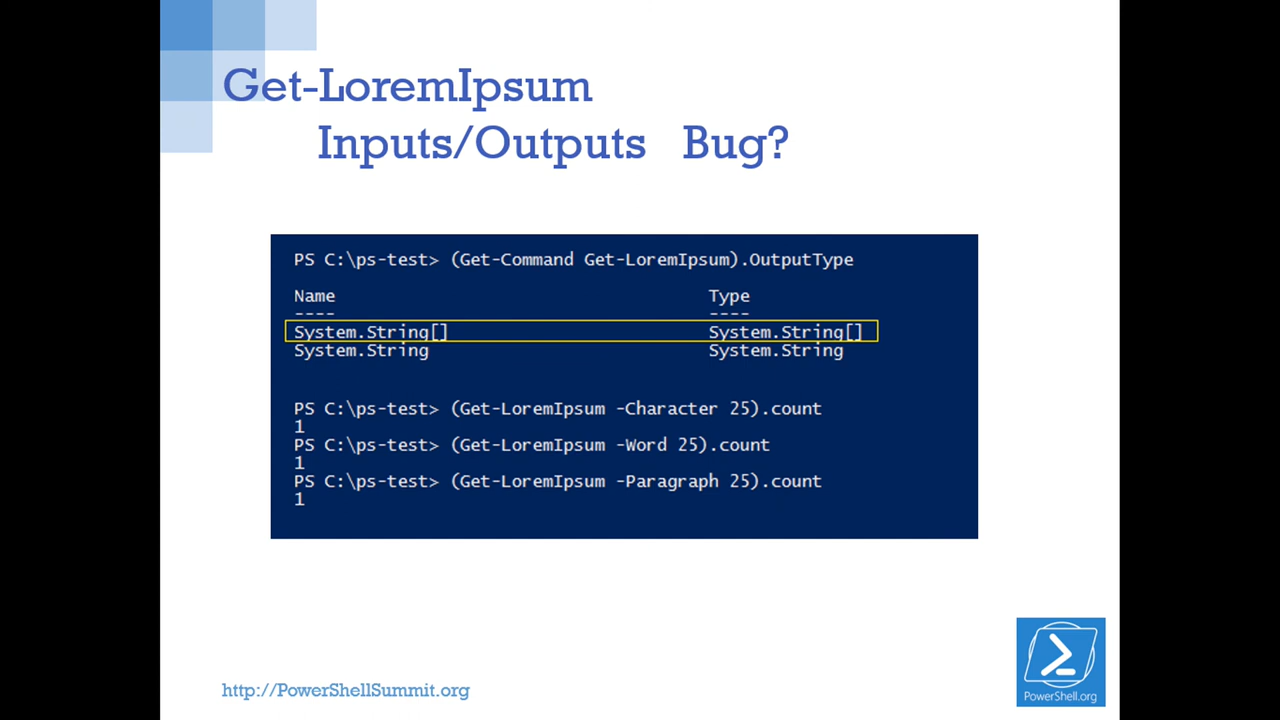 Get-LoremIpsum
Inputs/Outputs Bug?
PS C:\ps-test> (Get-Command Get-LoremIpsum).OutputType
Name Type
---- ----
System.String[] System.String[]
System.String System.String
PS C:\ps-test> (Get-LoremIpsum -Character 25).count
1
PS C:\ps-test> (Get-LoremIpsum -Word 25).count
1
PS C:\ps-test> (Get-LoremIpsum -Paragraph 25).count
1
http://PowerShellSummit.org
PowerShell.org